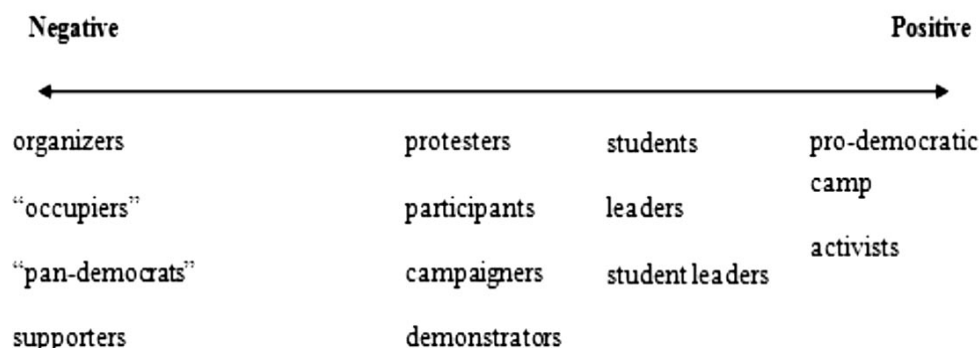 Negative Positive
organizers protesters students pro-democratic
camp
“occupiers” participants leaders
activists
“pan-democrats” campaigners student leaders
supporters demonstrators